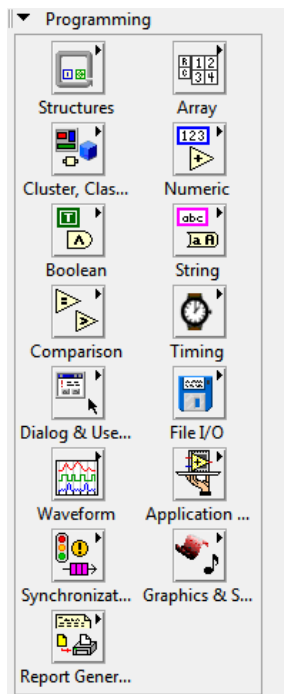 Programming
Structures Array
Cluster, Clas... Numeric
Boolean String
Comparison Timing
Dialog & Use... File I/O
Waveform Application ...
Synchronizat... Graphics & S...
Report Gener...